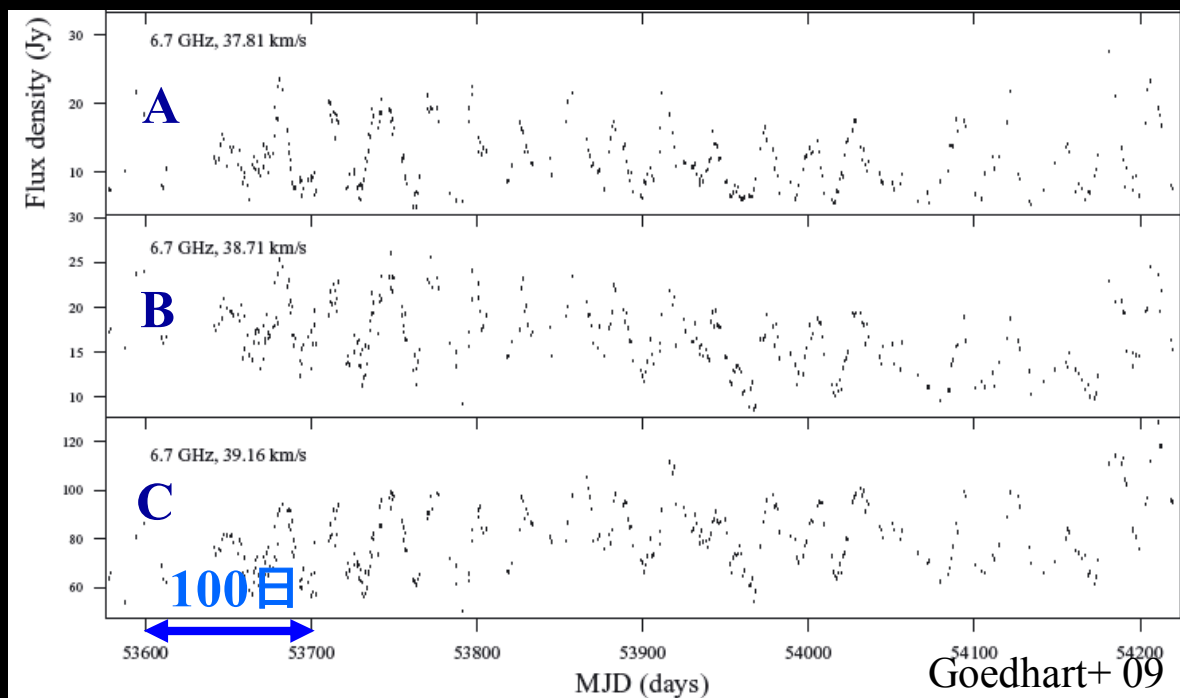 Flux density (Jy)
6.7 GHz, 37.81 km/s
A
30
20
10
6.7 GHz, 38.71 km/s
B
30
25
20
15
10
6.7 GHz, 39.16 km/s
C
120
100
80
60
100日
53600 53700 53800 53900 54000 54100 54200
MJD (days)
Goedhart+ 09